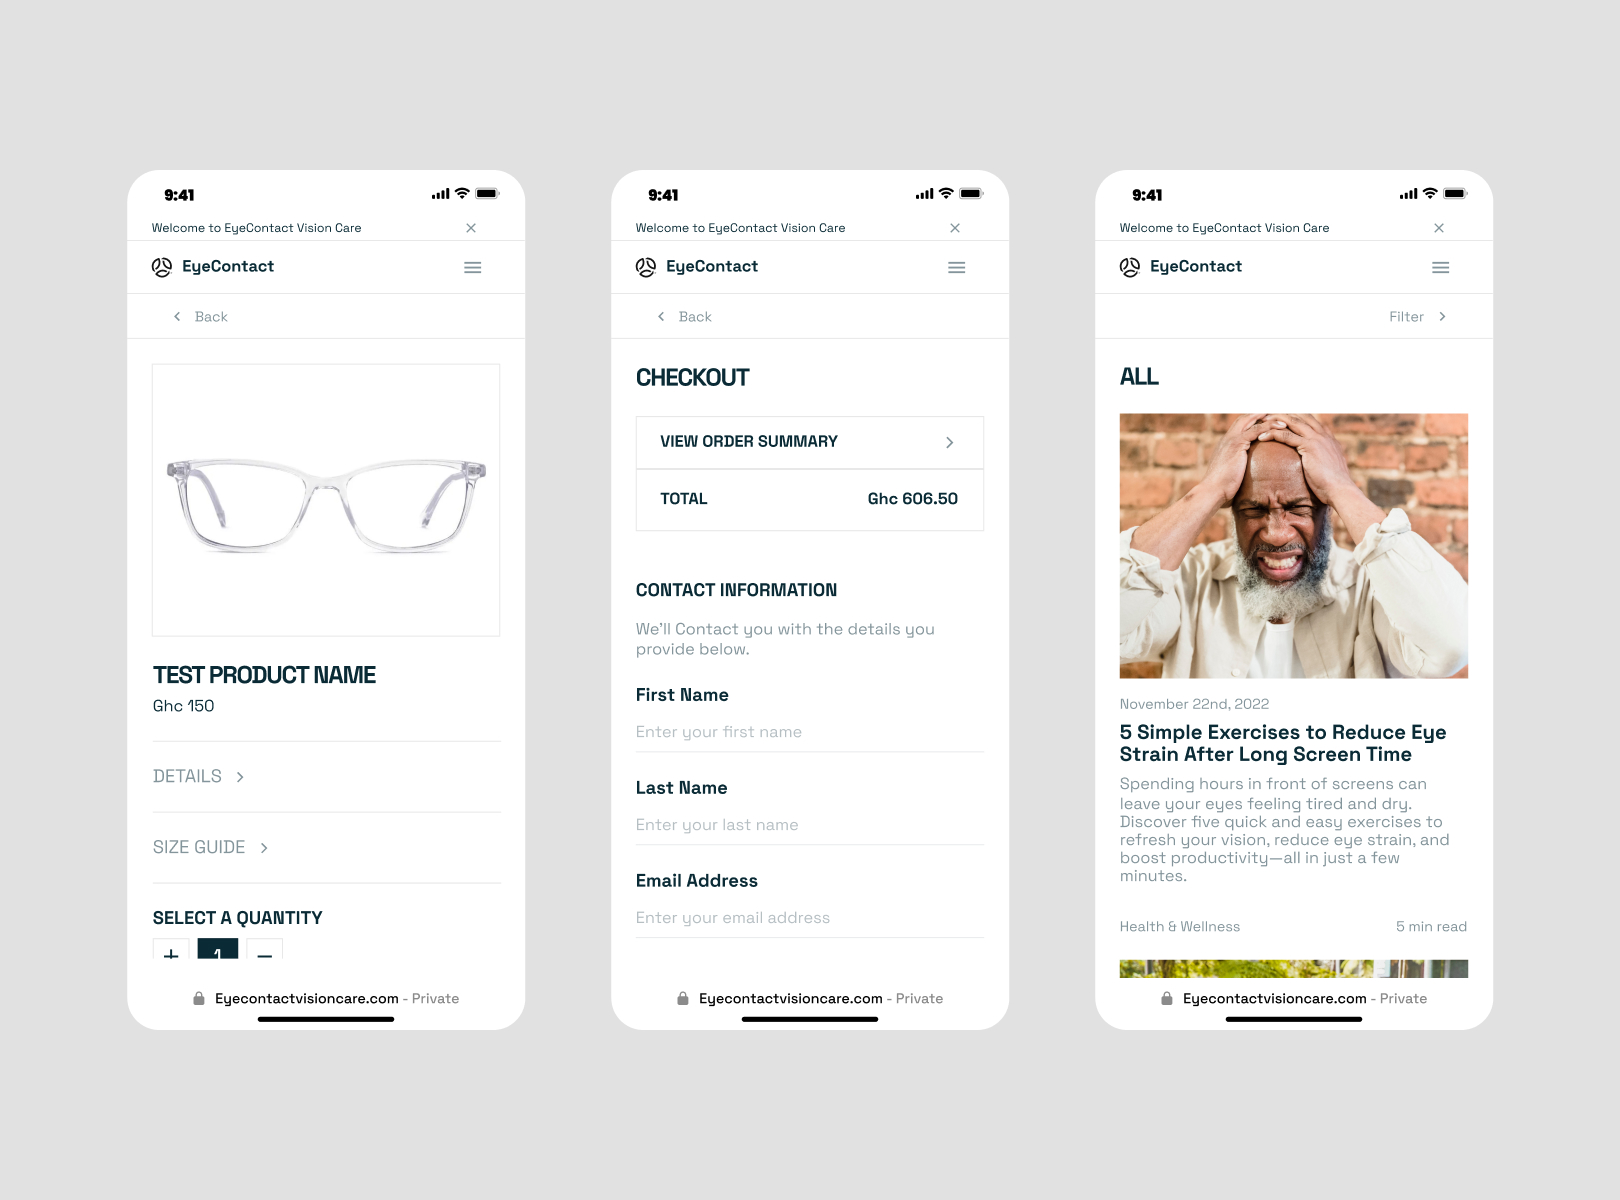 9:41
Welcome to EyeContact Vision Care
EyeContact
Back
TEST PRODUCT NAME
Ghc 150
DETAILS
SIZE GUIDE
SELECT A QUANTITY
+ 1 −
Eyecontactvisioncare.com - Private
9:41
Welcome to EyeContact Vision Care
EyeContact
Back
CHECKOUT
VIEW ORDER SUMMARY
TOTAL Ghc 606.50
CONTACT INFORMATION
We'll Contact you with the details you
provide below.
First Name
Enter your first name
Last Name
Enter your last name
Email Address
Enter your email address
Eyecontactvisioncare.com - Private
9:41
Welcome to EyeContact Vision Care
EyeContact
Filter
ALL
November 22nd, 2022
5 Simple Exercises to Reduce Eye
Strain After Long Screen Time
Spending hours in front of screens can
leave your eyes feeling tired and dry.
Discover five quick and easy exercises to
refresh your vision, reduce eye strain, and
boost productivity—all in just a few
minutes.
Health & Wellness 5 min read
Eyecontactvisioncare.com - Private